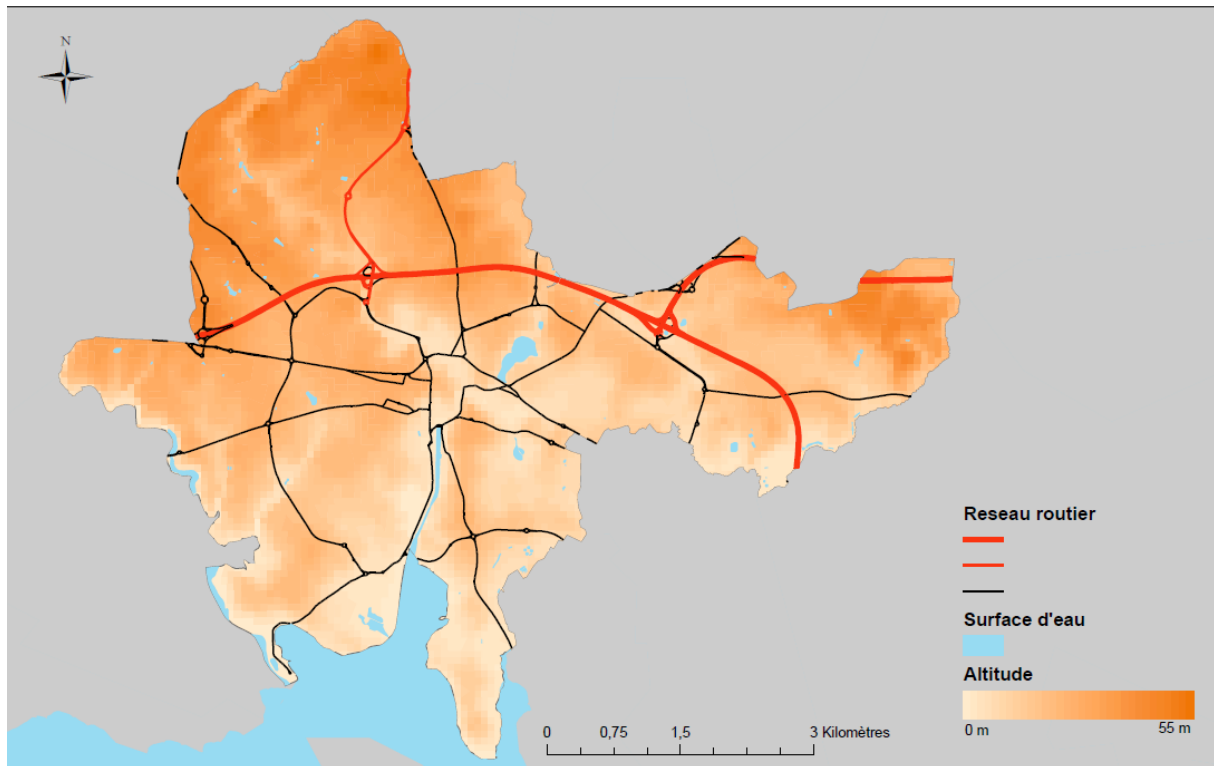 N
Reseau routier
Surface d'eau
Altitude
0 m 55 m
0 0,75 1,5 3 Kilomètres